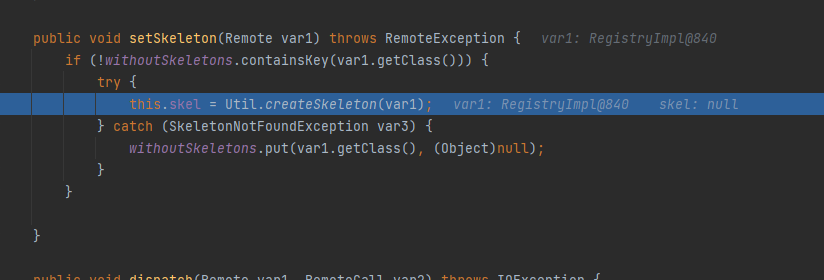 public void setSkeleton(Remote var1) throws RemoteException {   var1: RegistryImpl@840
if (!withoutSkeletons.containsKey(var1.getClass())) {
try {
this.skel = Util.createSkeleton(var1);   var1: RegistryImpl@840   skel: null
} catch (SkeletonNotFoundException var3) {
withoutSkeletons.put(var1.getClass(), (Object)null);
}
}
}
public void dispatch(Remote var1, RemoteCall var2) throws IOException {